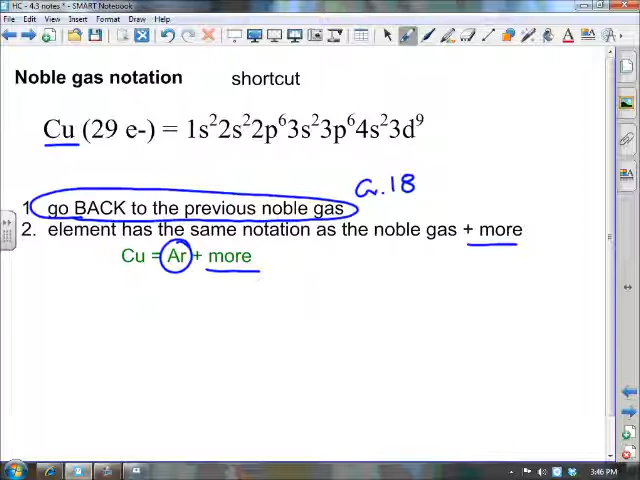 HC - 4.3 notes * - SMART Notebook
File Edit View Insert Format Draw Help
Noble gas notation shortcut
Cu (29 e-) = 1s²2s²2p⁶3s²3p⁶4s²3d⁹
Gr. 18
1 go BACK to the previous noble gas
2. element has the same notation as the noble gas + more
Cu = Ar + more
3:46 PM